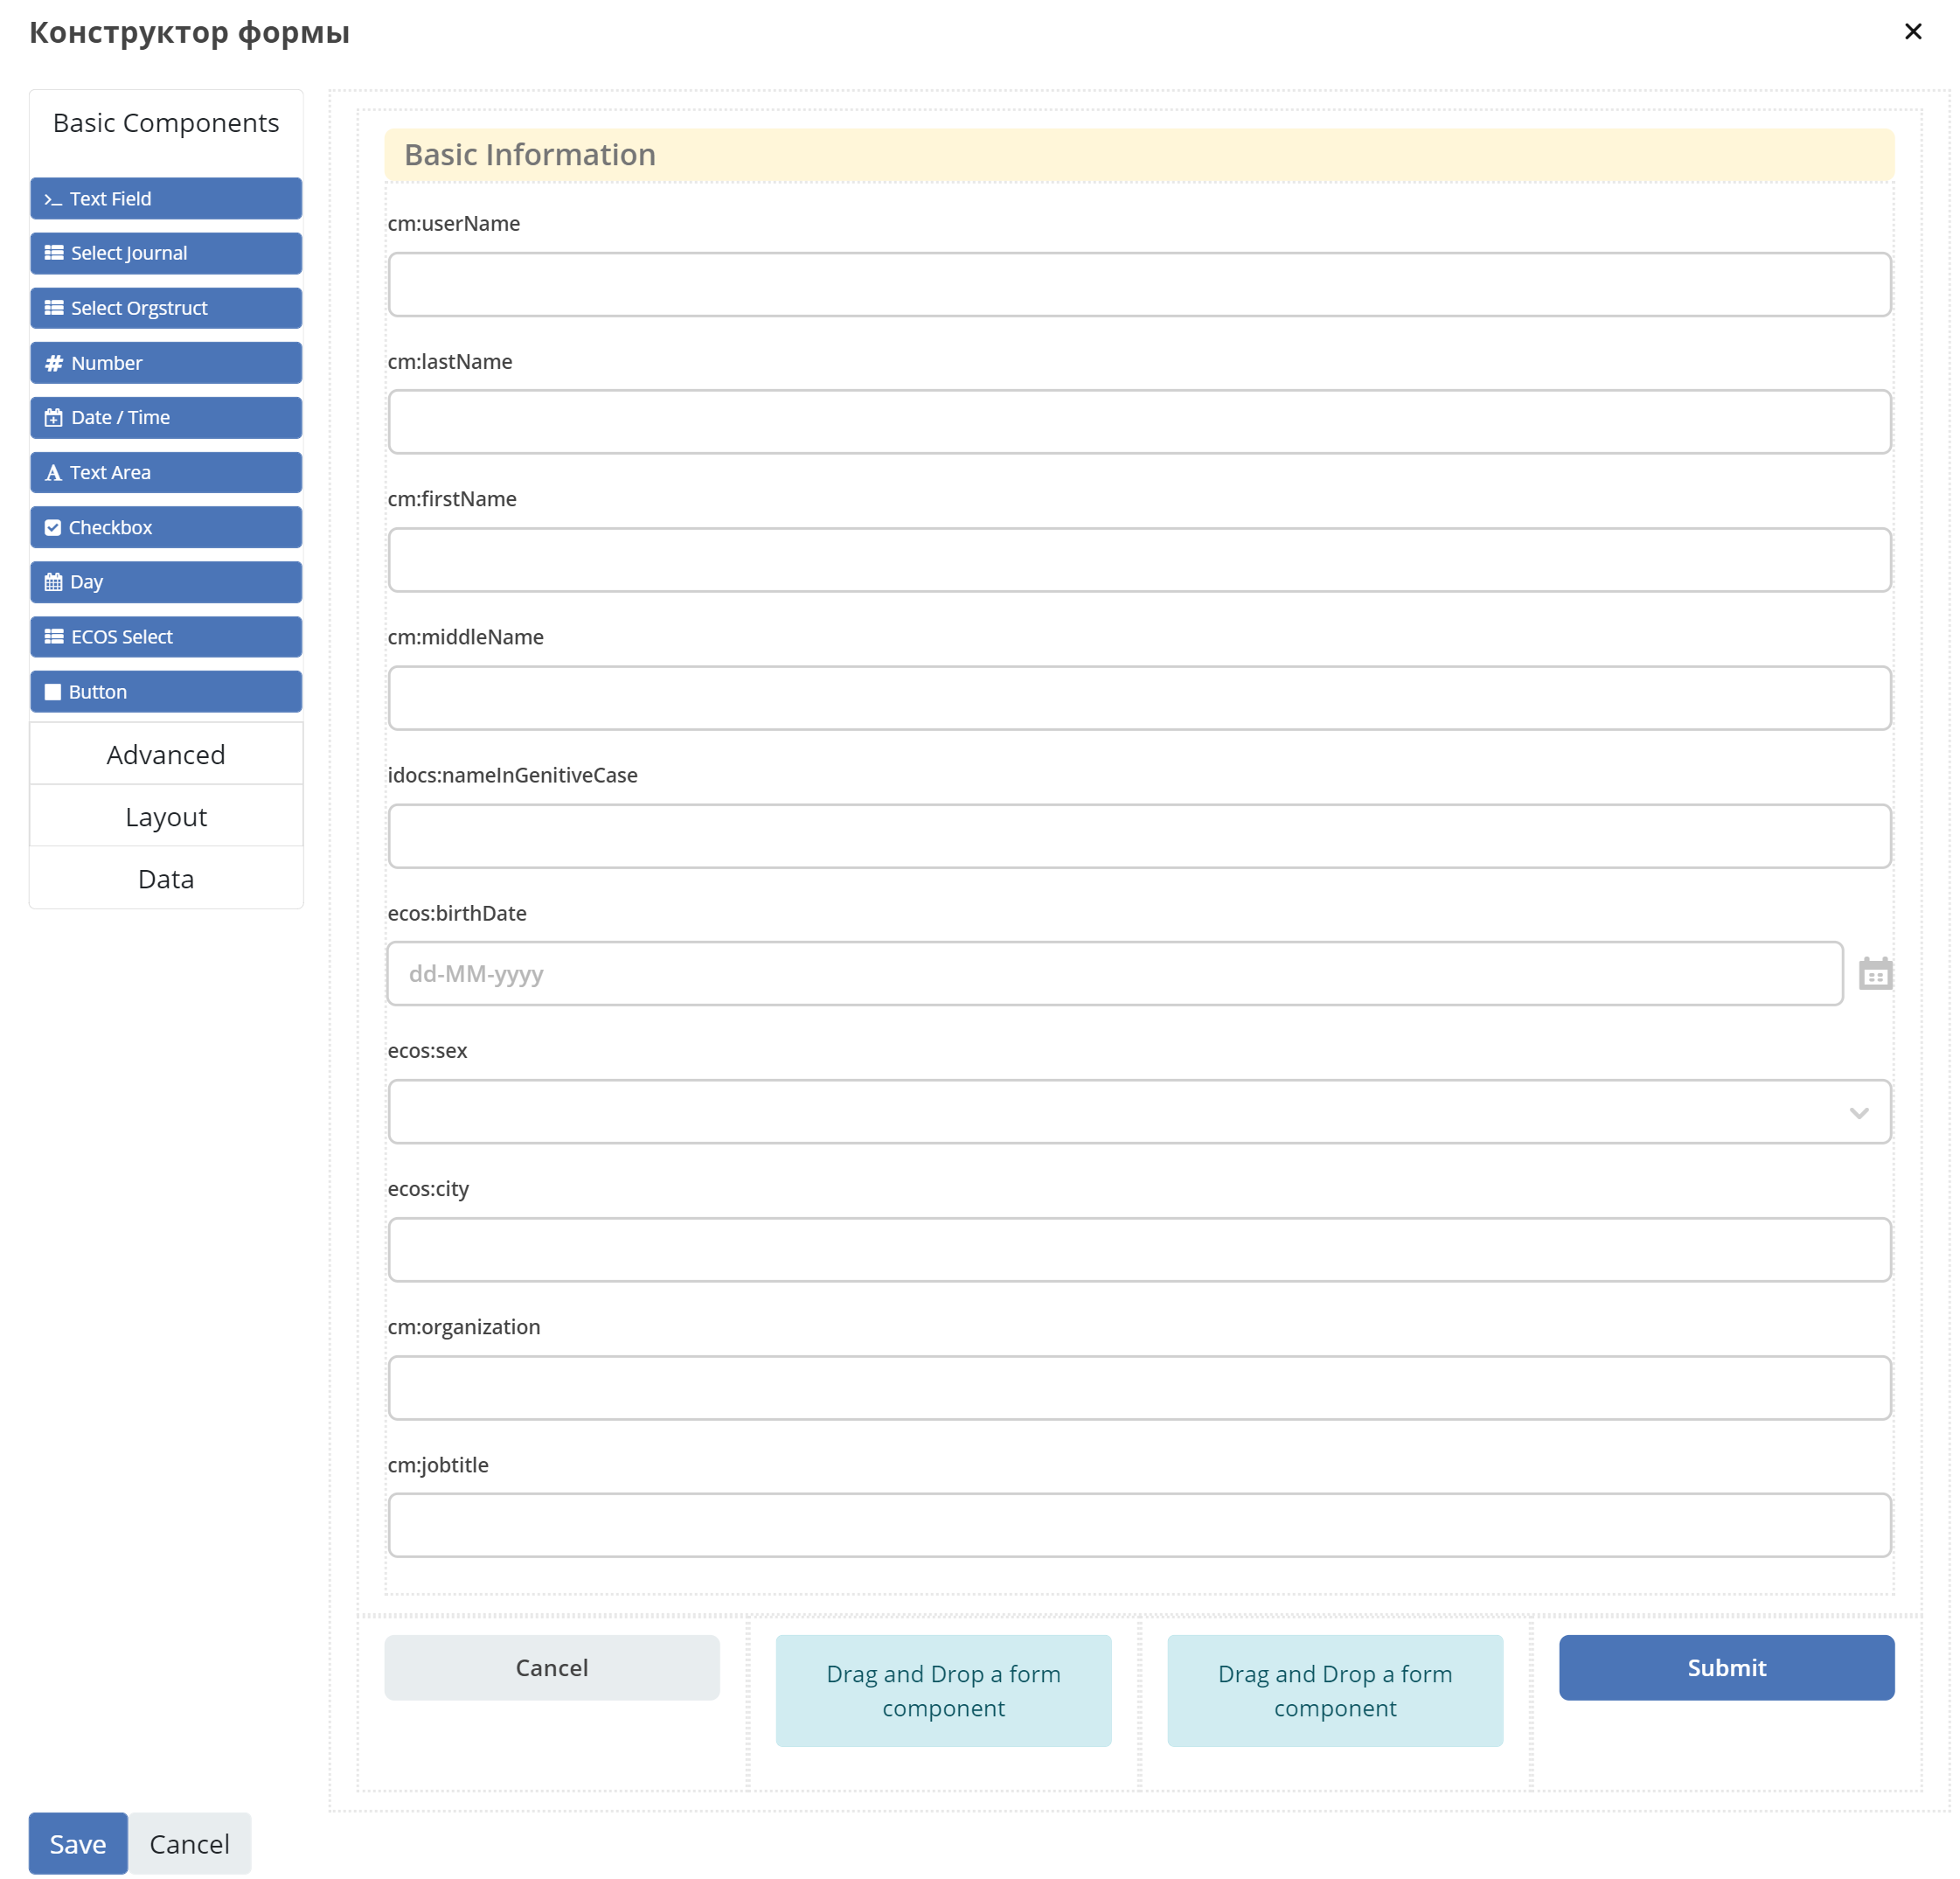 Конструктор формы
Basic Components
Text Field
Select Journal
Select Orgstruct
Number
Date / Time
Text Area
Checkbox
Day
ECOS Select
Button
Advanced
Layout
Data
Basic Information
cm:userName
cm:lastName
cm:firstName
cm:middleName
idocs:nameInGenitiveCase
ecos:birthDate
dd-MM-yyyy
ecos:sex
ecos:city
cm:organization
cm:jobtitle
Cancel
Drag and Drop a form
component
Drag and Drop a form
component
Submit
Save
Cancel